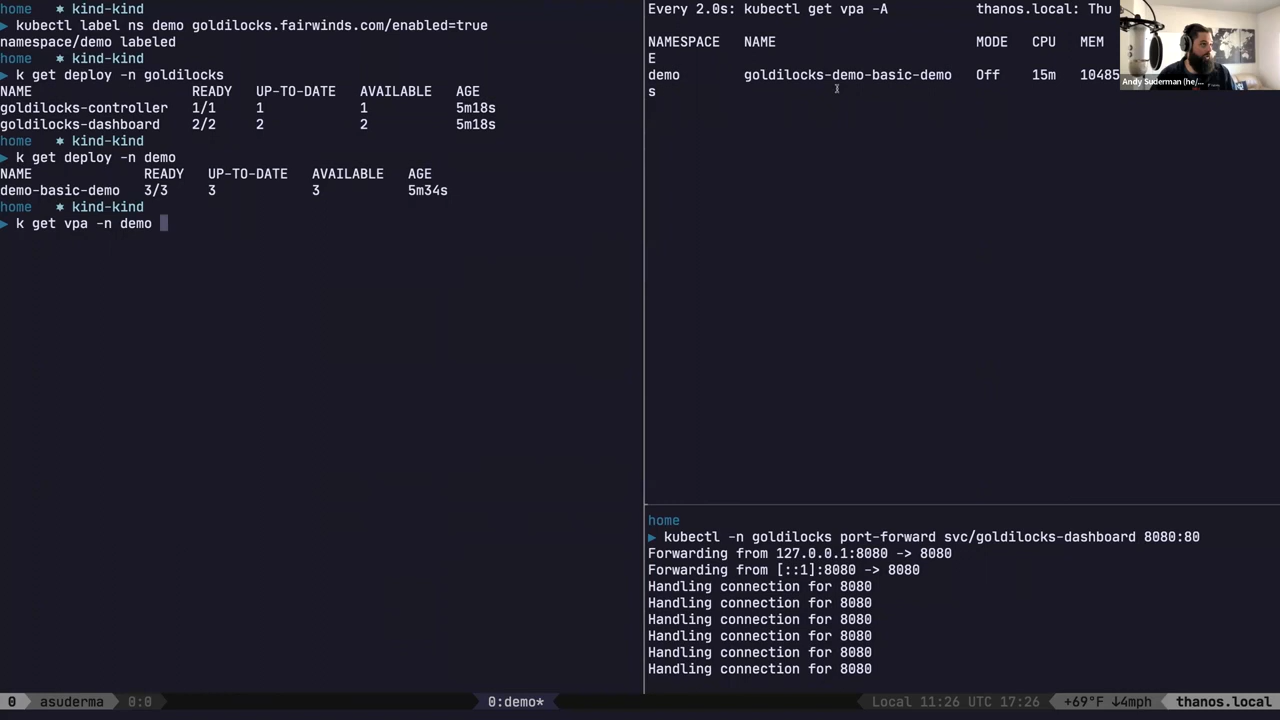 home   ✶ kind-kind
▶ kubectl label ns demo goldilocks.fairwinds.com/enabled=true
namespace/demo labeled
home   ✶ kind-kind
▶ k get deploy -n goldilocks
NAME                   READY   UP-TO-DATE   AVAILABLE   AGE
goldilocks-controller  1/1     1            1           5m18s
goldilocks-dashboard   2/2     2            2           5m18s
home   ✶ kind-kind
▶ k get deploy -n demo
NAME              READY   UP-TO-DATE   AVAILABLE   AGE
demo-basic-demo   3/3     3            3           5m34s
home   ✶ kind-kind
▶ k get vpa -n demo
Every 2.0s: kubectl get vpa -A           thanos.local: Thu
NAMESPACE   NAME                         MODE   CPU   MEM
E
demo        goldilocks-demo-basic-demo   Off    15m   10485
s
Andy Suderman (he/...
home
▶ kubectl -n goldilocks port-forward svc/goldilocks-dashboard 8080:80
Forwarding from 127.0.0.1:8080 -> 8080
Forwarding from [::1]:8080 -> 8080
Handling connection for 8080
Handling connection for 8080
Handling connection for 8080
Handling connection for 8080
Handling connection for 8080
Handling connection for 8080
0 asuderma 0:0 0:demo* Local 11:26 UTC 17:26 +69°F ↓4mph thanos.local